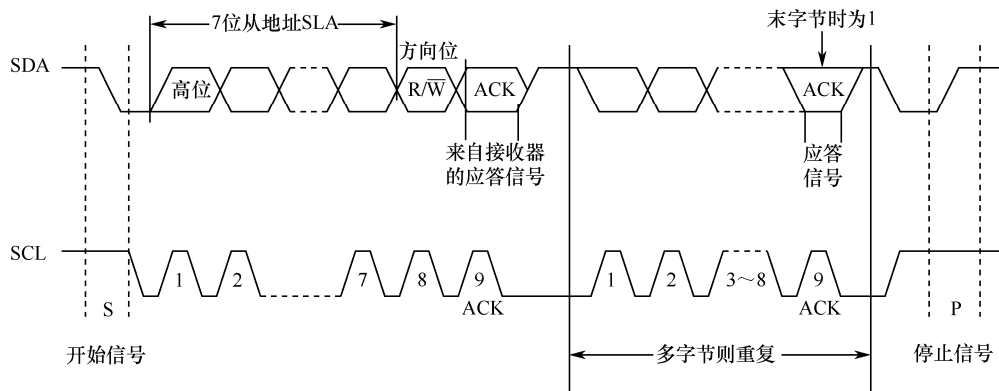 7位从地址SLA
末字节时为1
方向位
SDA
高位
R/W̅
ACK
ACK
来自接收器
的应答信号
应答
信号
SCL
1
2
7
8
9
1
2
3～8
9
ACK
ACK
S
P
开始信号
多字节则重复
停止信号